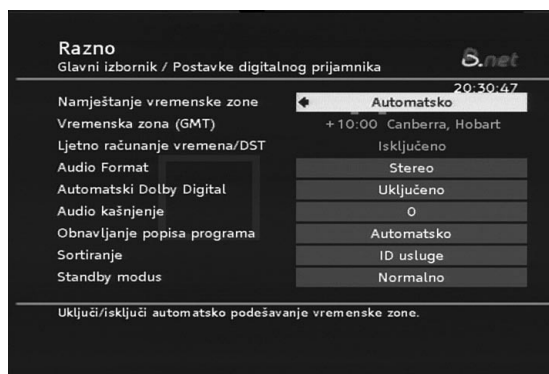 Razno
Glavni izbornik / Postavke digitalnog prijamnika
B.net
20:30:47
Namještanje vremenske zone Automatsko
Vremenska zona (GMT) +10:00 Canberra, Hobart
Ljetno računanje vremena/DST Isključeno
Audio Format Stereo
Automatski Dolby Digital Uključeno
Audio kašnjenje 0
Obnavljanje popisa programa Automatsko
Sortiranje ID usluge
Standby modus Normalno
Uključi/isključi automatsko podešavanje vremenske zone.